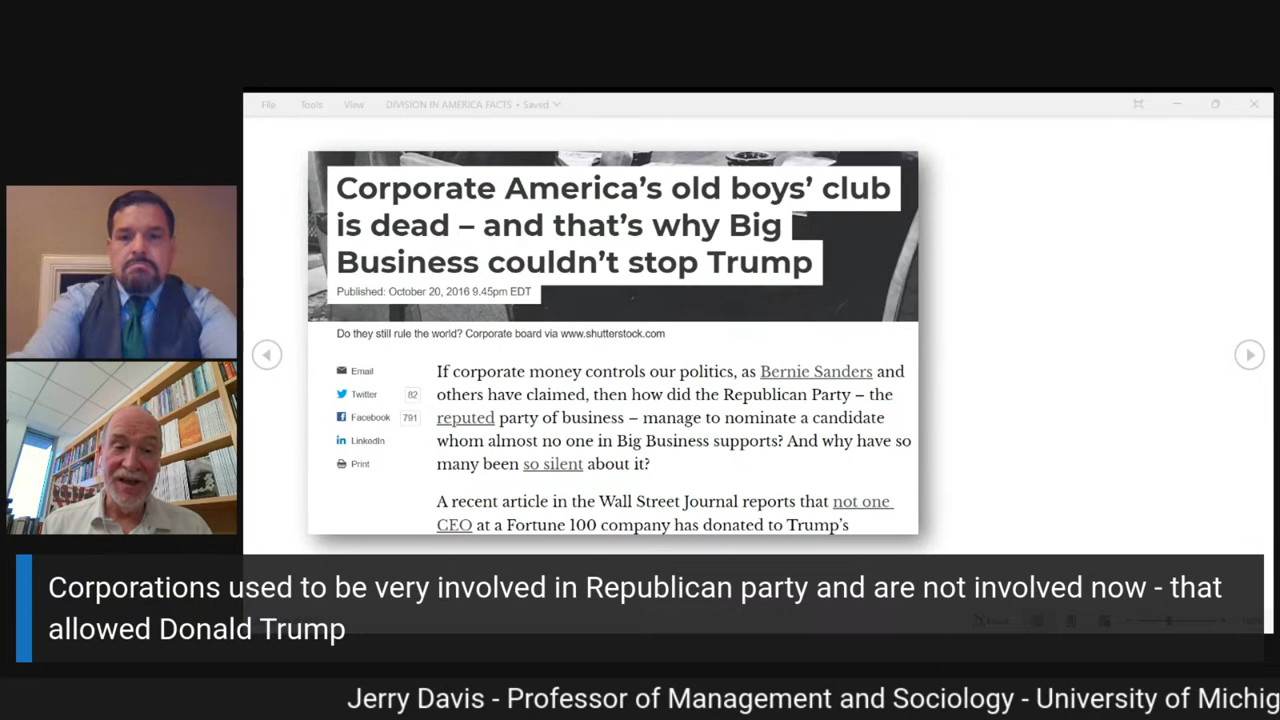 File Tools View DIVISION IN AMERICA FACTS • Saved
Corporate America's old boys' club
is dead – and that's why Big
Business couldn't stop Trump
Published: October 20, 2016 9.45pm EDT
Do they still rule the world? Corporate board via www.shutterstock.com
Email
Twitter 82
Facebook 791
LinkedIn
Print
If corporate money controls our politics, as Bernie Sanders and
others have claimed, then how did the Republican Party – the
reputed party of business – manage to nominate a candidate
whom almost no one in Big Business supports? And why have so
many been so silent about it?
A recent article in the Wall Street Journal reports that not one
CEO at a Fortune 100 company has donated to Trump's
Corporations used to be very involved in Republican party and are not involved now - that
allowed Donald Trump
Focus
Jerry Davis - Professor of Management and Sociology - University of Michig